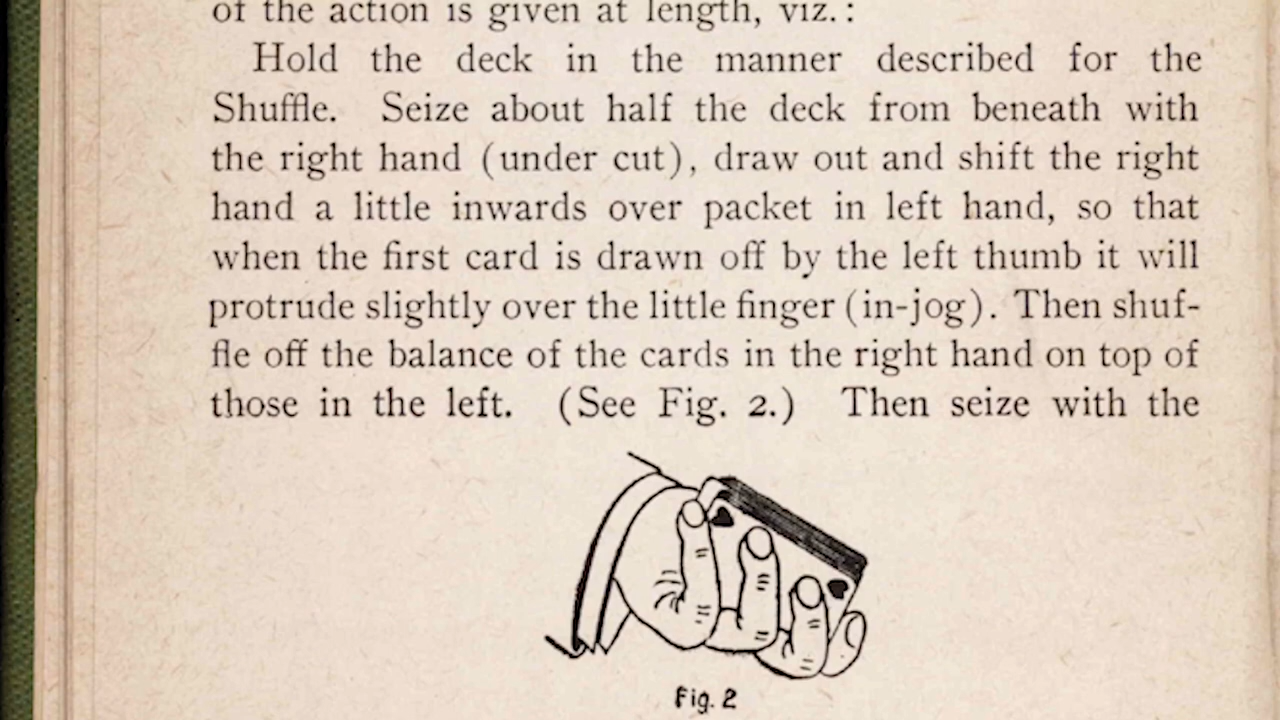 of the action is given at length, viz.:
Hold the deck in the manner described for the
Shuffle. Seize about half the deck from beneath with
the right hand (under cut), draw out and shift the right
hand a little inwards over packet in left hand, so that
when the first card is drawn off by the left thumb it will
protrude slightly over the little finger (in-jog). Then shuf-
fle off the balance of the cards in the right hand on top of
those in the left. (See Fig. 2.) Then seize with the
Fig. 2